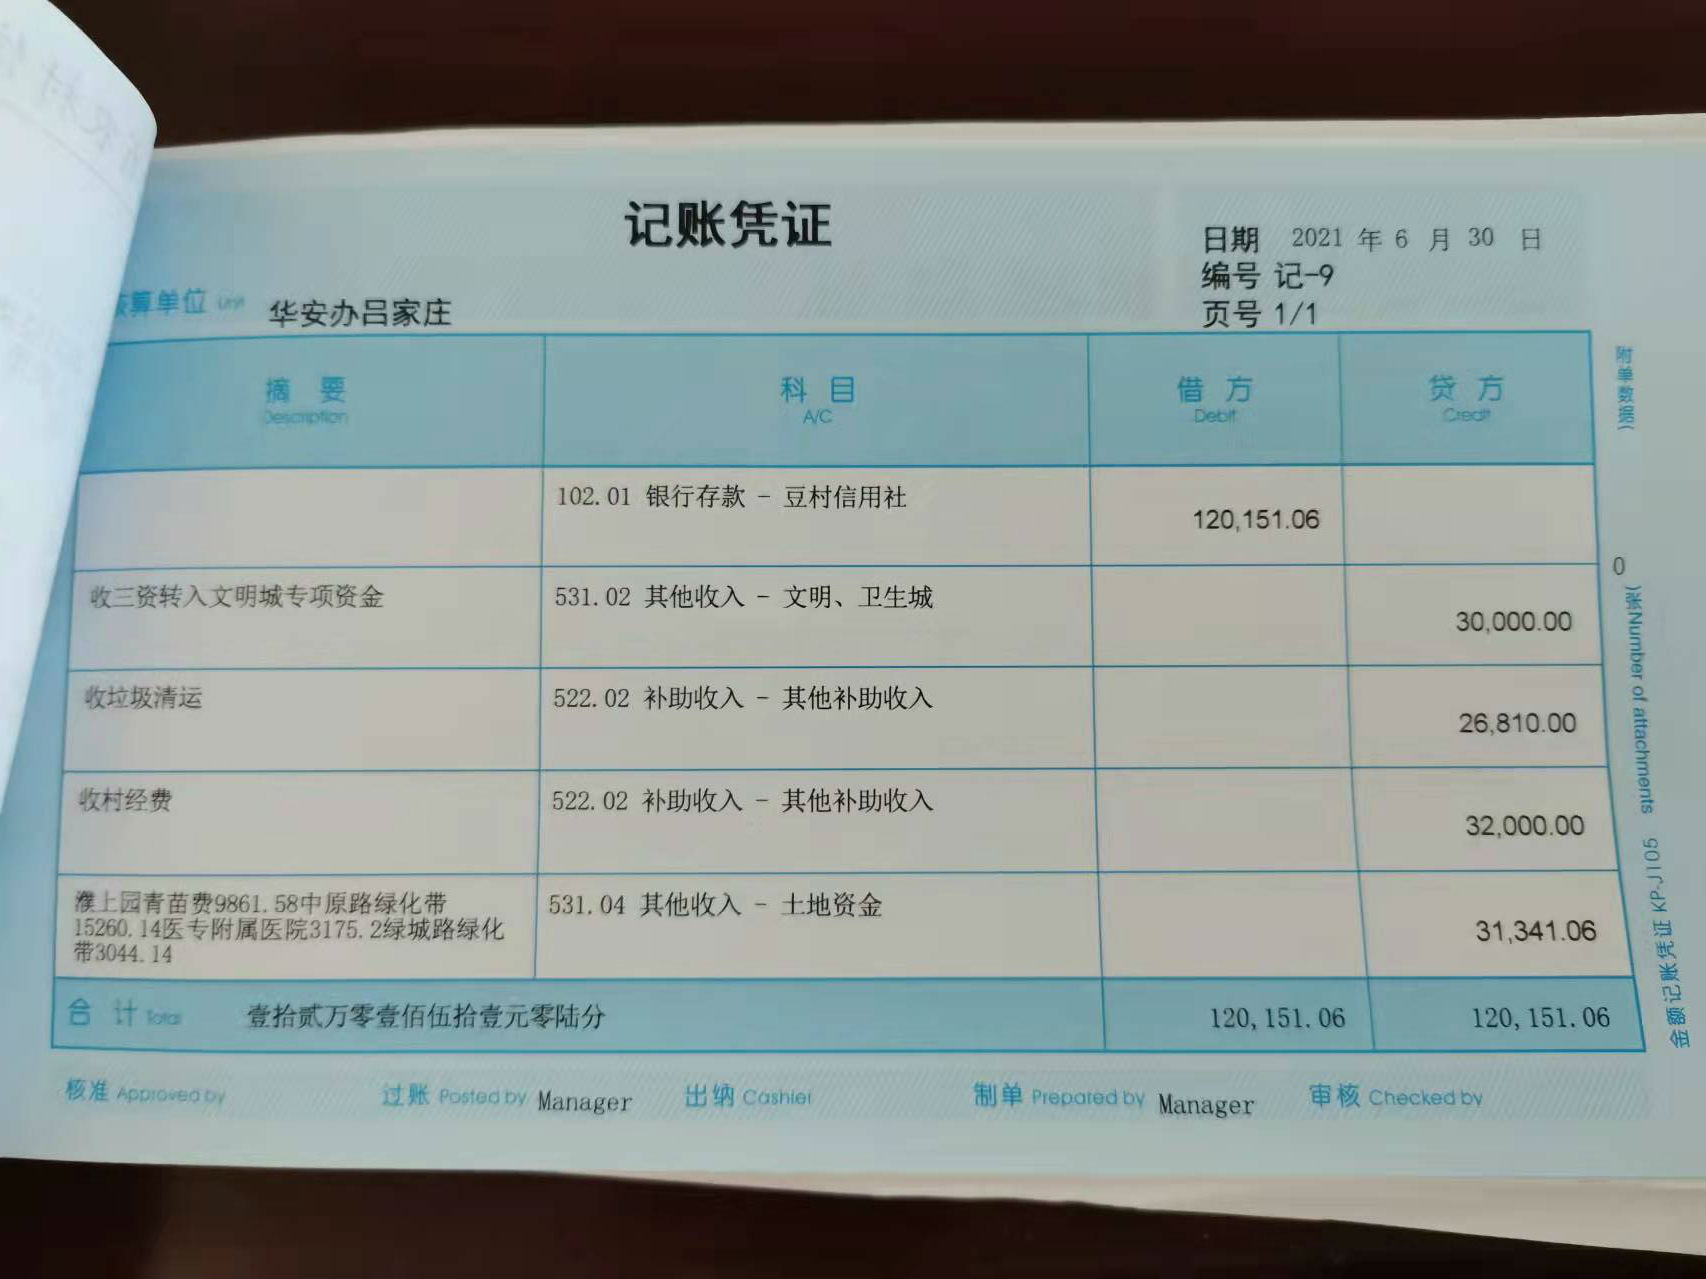 记账凭证
日期 2021 年 6 月 30 日
编号 记-9
页号 1/1
核算单位 Unit 华安办吕家庄
摘 要 科 目 借 方 贷 方
Description A/C Debit Credit
102.01 银行存款 - 豆村信用社
120,151.06
收三资转入文明城专项资金 531.02 其他收入 - 文明、卫生城
30,000.00
收垃圾清运 522.02 补助收入 - 其他补助收入
26,810.00
收村经费 522.02 补助收入 - 其他补助收入
32,000.00
濮上园青苗费9861.58中原路绿化带 531.04 其他收入 - 土地资金
15260.14医专附属医院3175.2绿城路绿化
带3044.14
31,341.06
合 计 Total 壹拾贰万零壹佰伍拾壹元零陆分 120,151.06 120,151.06
核准 Approved by 过账 Posted by Manager 出纳 Cashier 制单 Prepared by Manager 审核 Checked by
附单数据(
0
)张Number of attachments
金额记账凭证 KP-J105